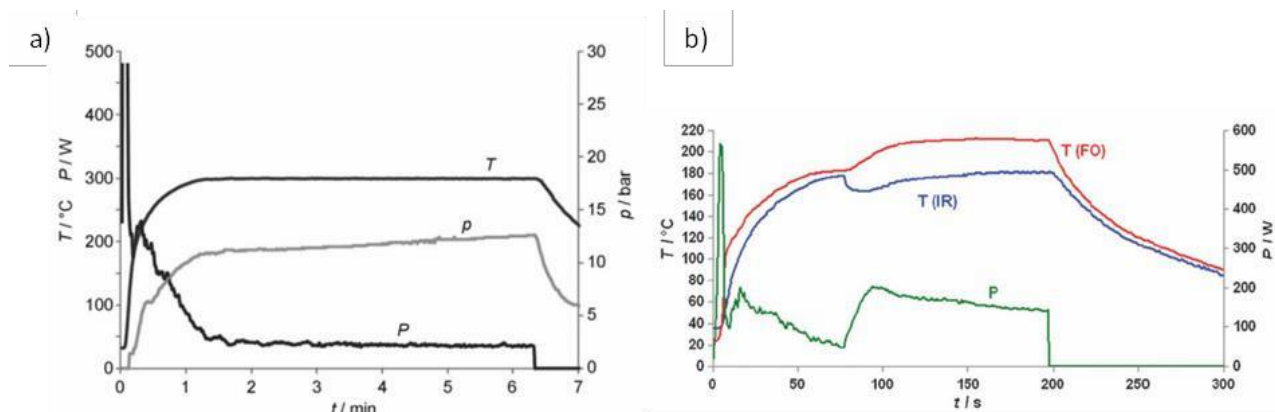 a)
500
400
300
200
100
0
T / °C P / W
30
25
20
15
10
5
0
p / bar
T
p
P
0 1 2 3 4 5 6 7
t / min
b)
220
200
180
160
140
120
100
80
60
40
20
0
T / °C
600
500
400
300
200
100
0
P / W
T (FO)
T (IR)
P
0 50 100 150 200 250 300
t / s